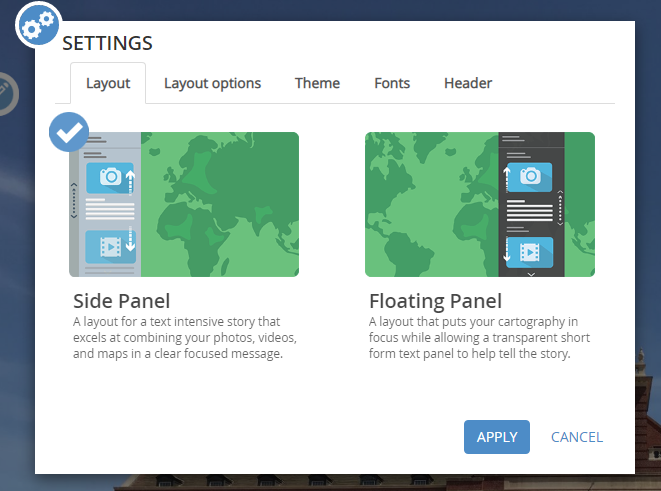 SETTINGS
Layout Layout options Theme Fonts Header
Side Panel
A layout for a text intensive story that
excels at combining your photos, videos,
and maps in a clear focused message.
Floating Panel
A layout that puts your cartography in
focus while allowing a transparent short
form text panel to help tell the story.
APPLY CANCEL